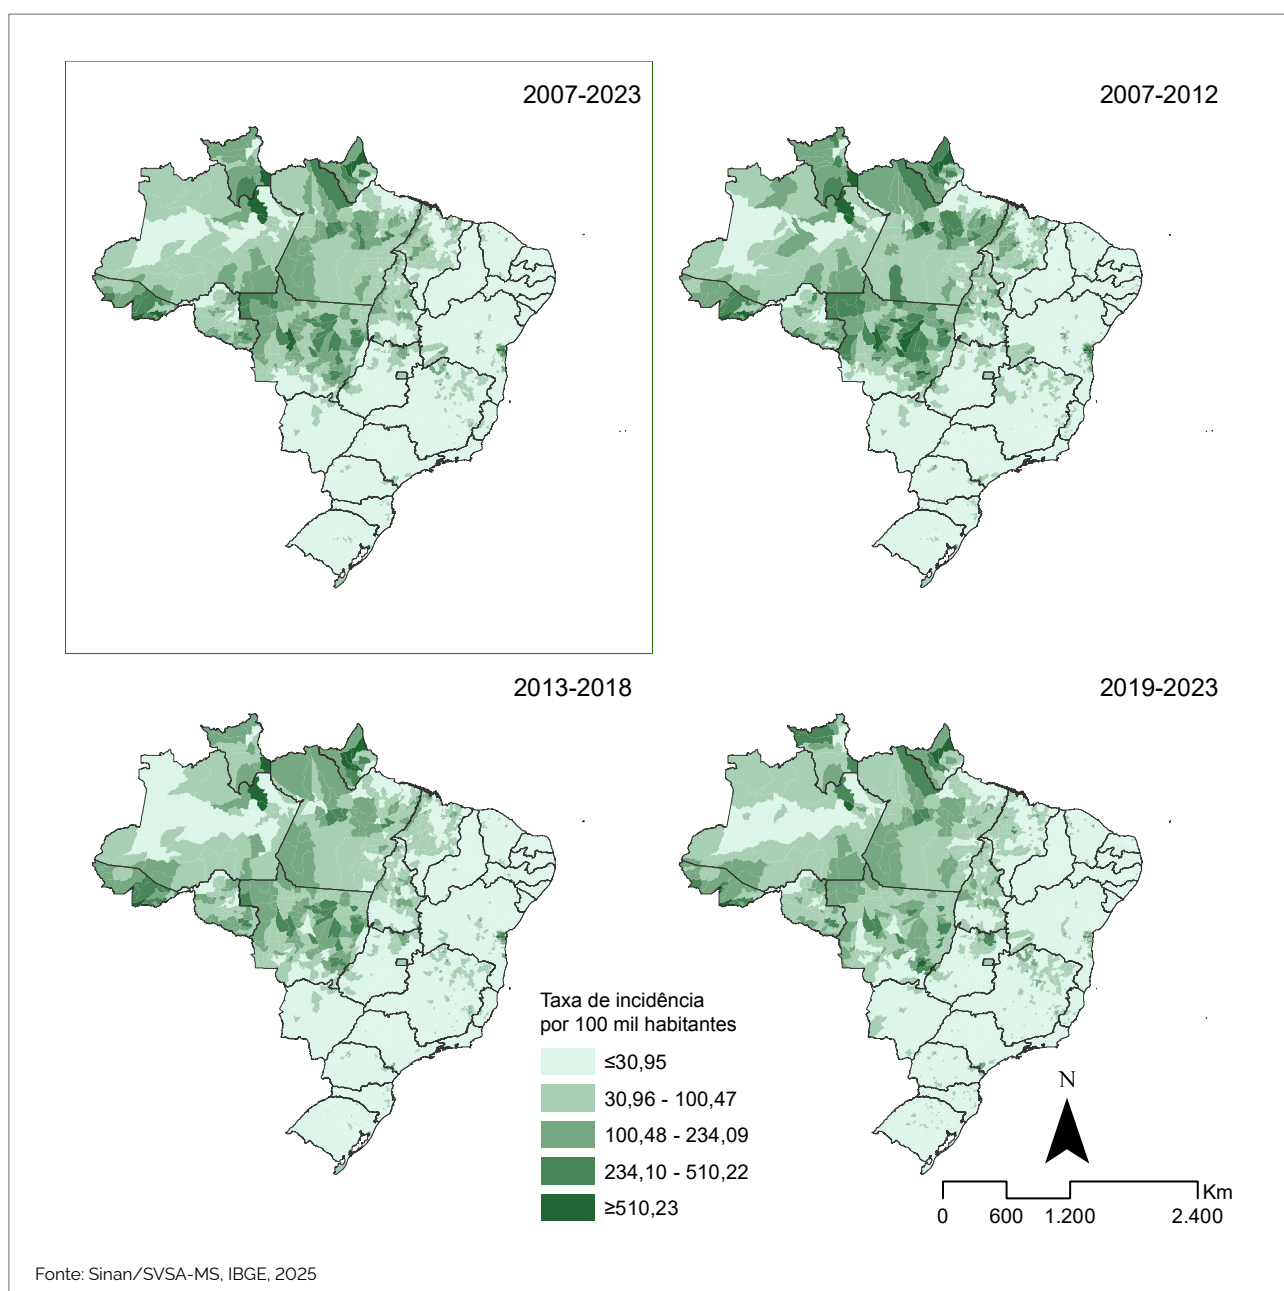 2007-2023
2007-2012
2013-2018
2019-2023
Taxa de incidência
por 100 mil habitantes
≤30,95
30,96 - 100,47
100,48 - 234,09
234,10 - 510,22
≥510,23
N
Km
0 600 1.200 2.400
Fonte: Sinan/SVSA-MS, IBGE, 2025